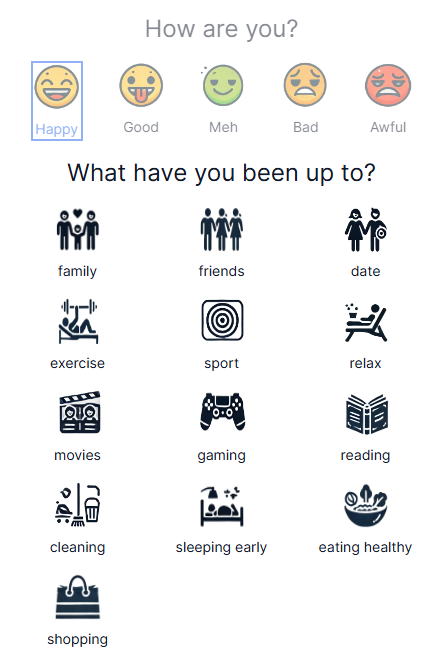 How are you?
Happy Good Meh Bad Awful
What have you been up to?
family friends date
exercise sport relax
movies gaming reading
cleaning sleeping early eating healthy
shopping